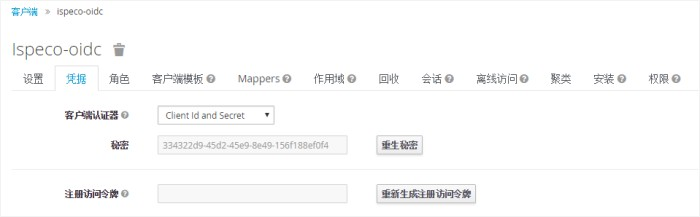 客户端 » ispeco-oidc
Ispeco-oidc
设置 凭据 角色 客户端模板 Mappers 作用域 回收 会话 离线访问 聚类 安装 权限
客户端认证器 Client Id and Secret
秘密 334322d9-45d2-45e9-8e49-156f188ef0f4 重生秘密
注册访问令牌 重新生成注册访问令牌